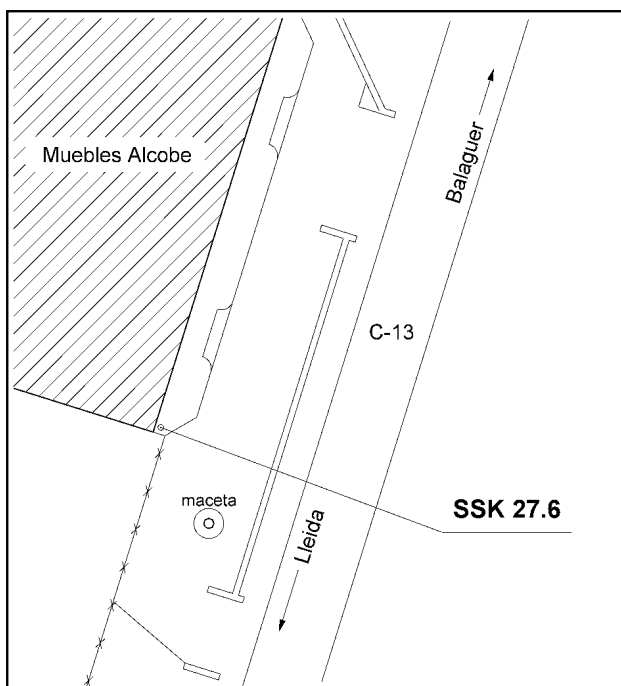 Muebles Alcobe
Balaguer
C-13
maceta
SSK 27.6
Lleida